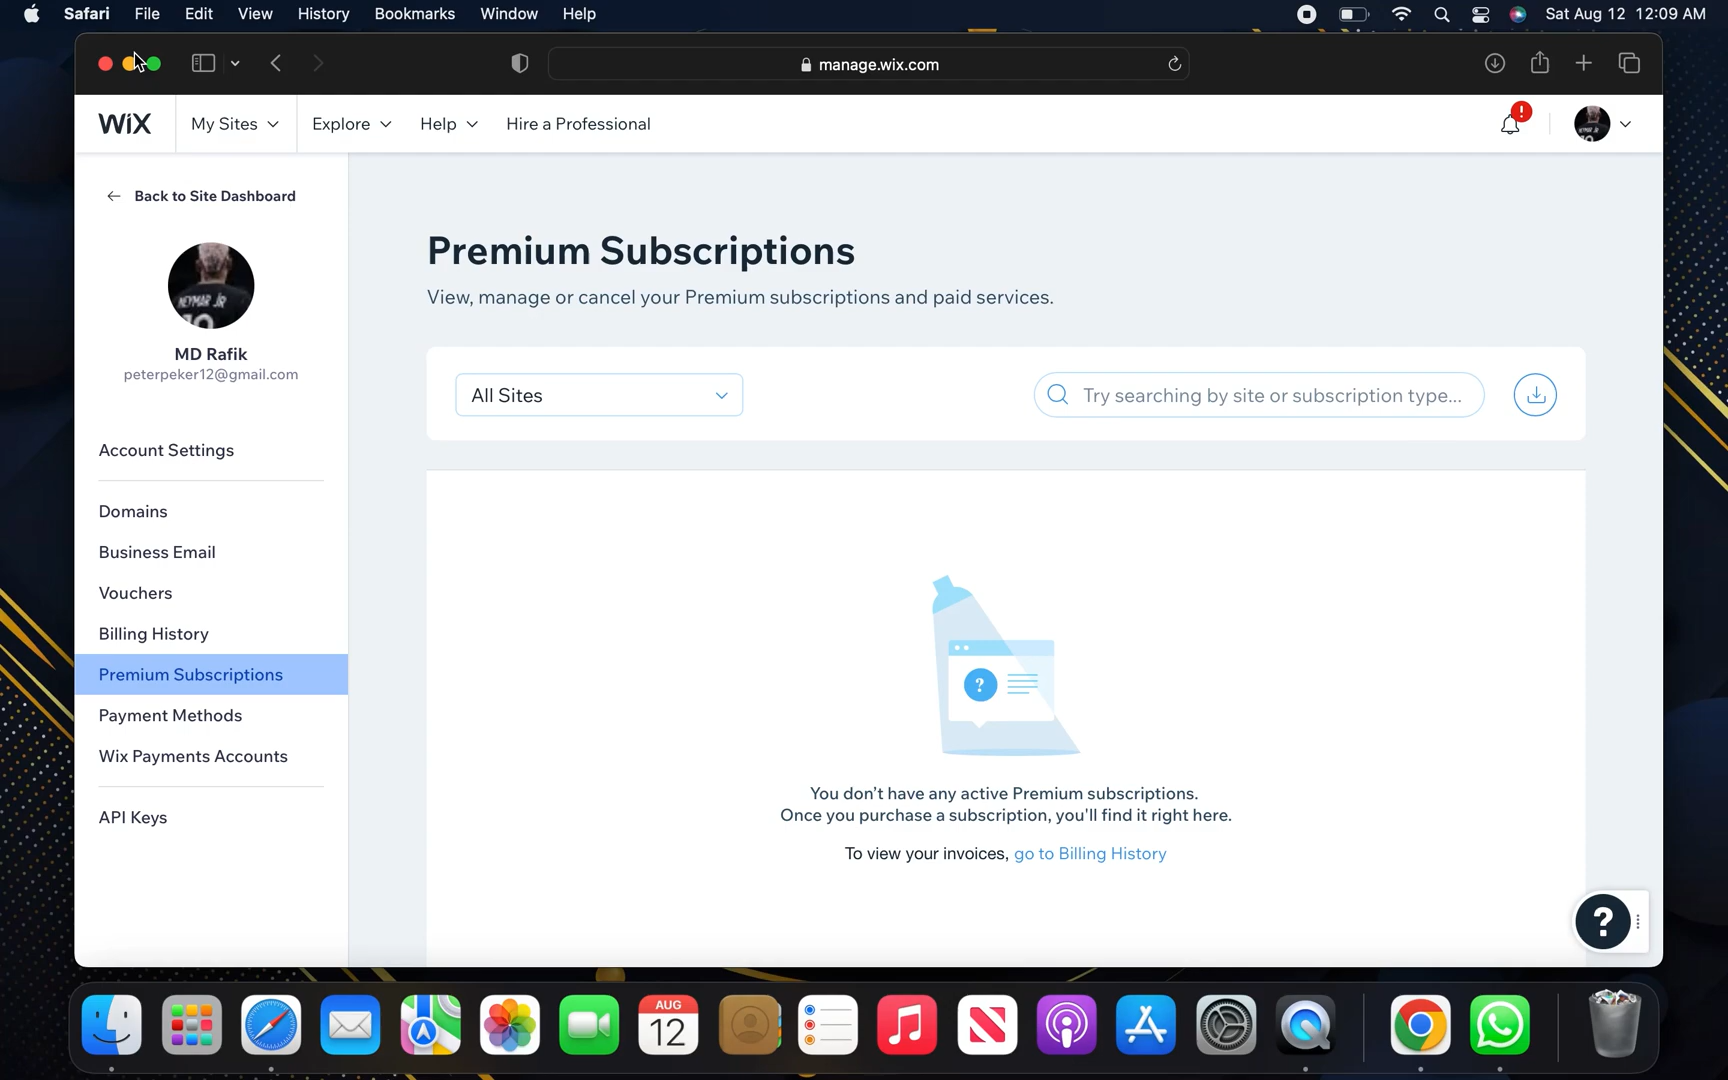 Safari File Edit View History Bookmarks Window Help Sat Aug 12 12:09 AM
manage.wix.com
WiX My Sites Explore Help Hire a Professional !
Back to Site Dashboard
NEYMAR JR
MD Rafik
peterpeker12@gmail.com
Account Settings
Domains
Business Email
Vouchers
Billing History
Premium Subscriptions
Payment Methods
Wix Payments Accounts
API Keys
Premium Subscriptions
View, manage or cancel your Premium subscriptions and paid services.
All Sites
Try searching by site or subscription type...
?
You don't have any active Premium subscriptions.
Once you purchase a subscription, you'll find it right here.
To view your invoices, go to Billing History
?
AUG
12